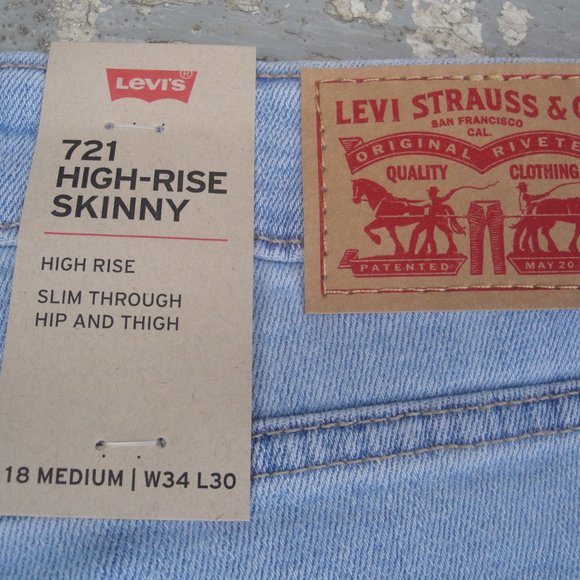 Levi's®
721
HIGH-RISE
SKINNY
HIGH RISE
SLIM THROUGH
HIP AND THIGH
18 MEDIUM | W34 L30
LEVI STRAUSS &
SAN FRANCISCO
CAL.
ORIGINAL RIVETE
QUALITY CLOTHING
PATENTED MAY 20